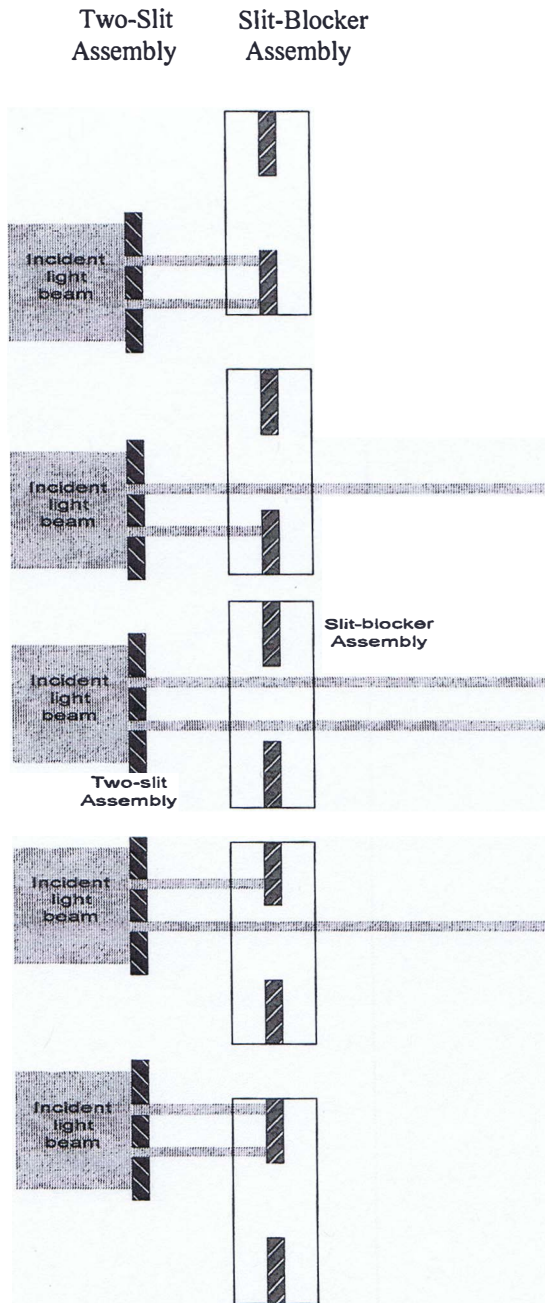 Two-Slit
Assembly
Slit-Blocker
Assembly
Incident
light
beam
Incident
light
beam
Slit-blocker
Assembly
Incident
light
beam
Two-slit
Assembly
Incident
light
beam
Incident
light
beam